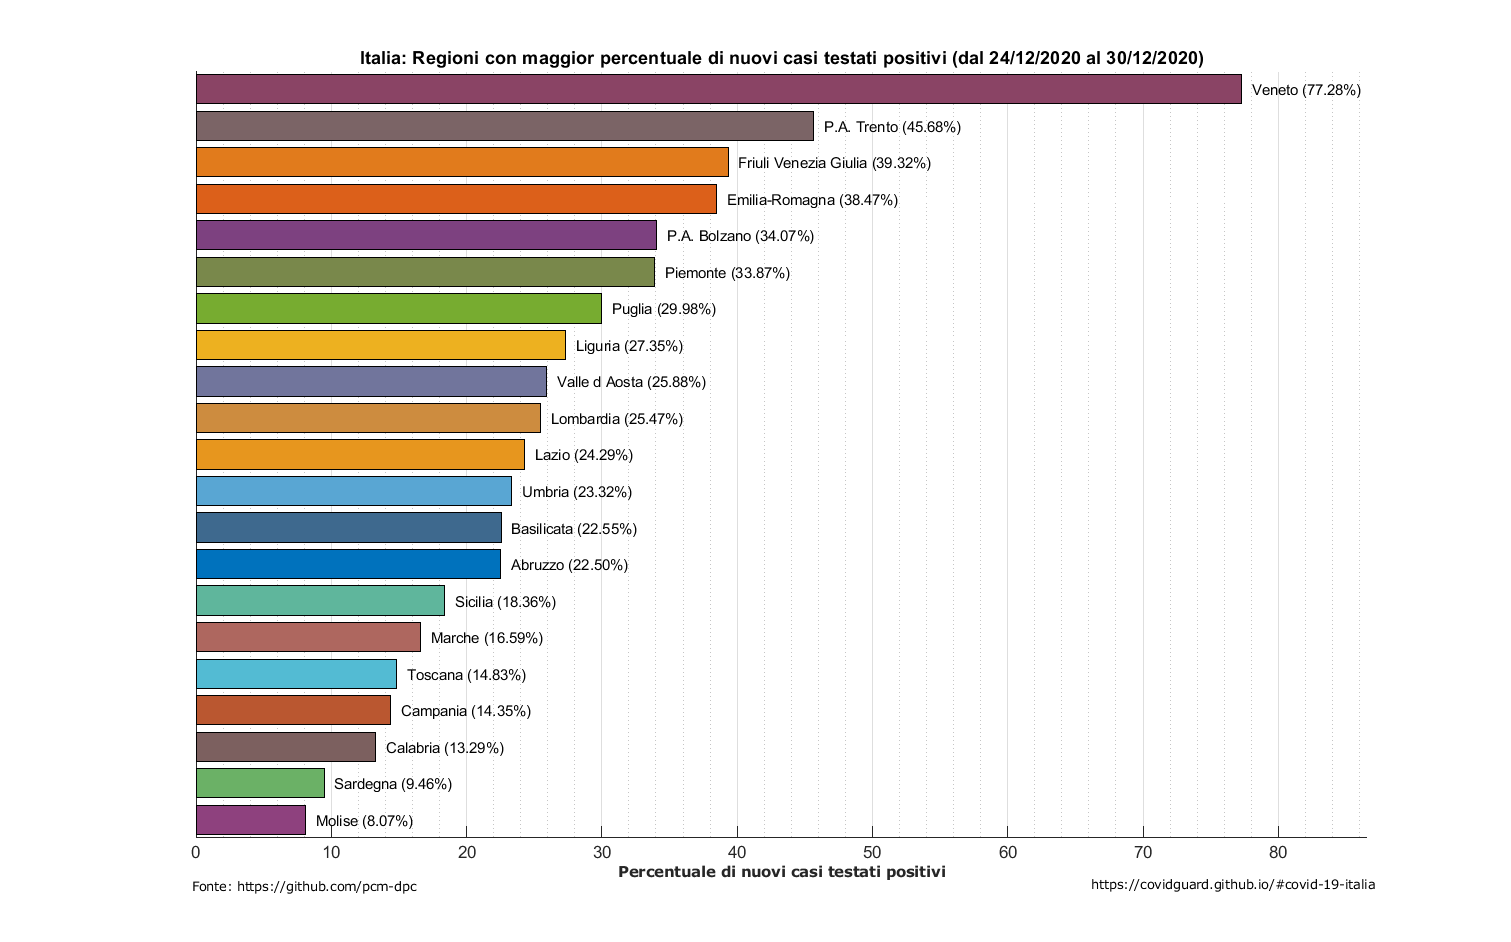 Italia: Regioni con maggior percentuale di nuovi casi testati positivi (dal 24/12/2020 al 30/12/2020)
Veneto (77.28%)
P.A. Trento (45.68%)
Friuli Venezia Giulia (39.32%)
Emilia-Romagna (38.47%)
P.A. Bolzano (34.07%)
Piemonte (33.87%)
Puglia (29.98%)
Liguria (27.35%)
Valle d Aosta (25.88%)
Lombardia (25.47%)
Lazio (24.29%)
Umbria (23.32%)
Basilicata (22.55%)
Abruzzo (22.50%)
Sicilia (18.36%)
Marche (16.59%)
Toscana (14.83%)
Campania (14.35%)
Calabria (13.29%)
Sardegna (9.46%)
Molise (8.07%)
0 10 20 30 40 50 60 70 80
Percentuale di nuovi casi testati positivi
Fonte: https://github.com/pcm-dpc
https://covidguard.github.io/#covid-19-italia